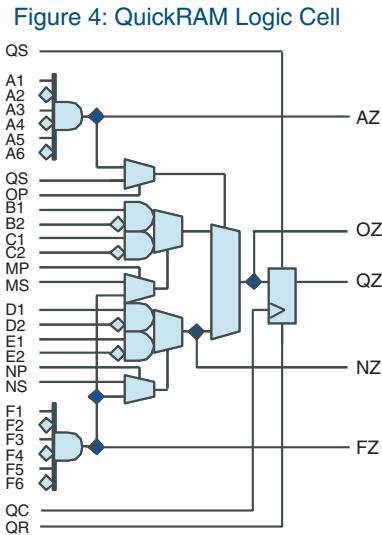 Figure 4: QuickRAM Logic Cell
QS
A1
A2
A3
A4
A5
A6
AZ
QS
OP
B1
B2
C1
C2
MP
MS
OZ
QZ
D1
D2
E1
E2
NP
NS
NZ
F1
F2
F3
F4
F5
F6
FZ
QC
QR